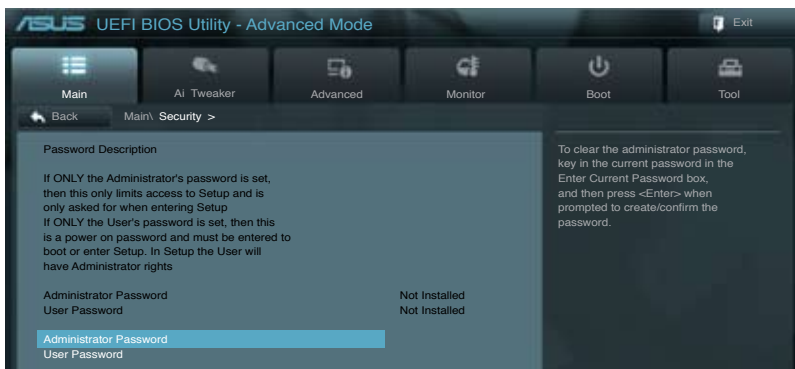 ASUS UEFI BIOS Utility - Advanced Mode
Exit
Main
Ai Tweaker
Advanced
Monitor
Boot
Tool
Back
Main\ Security >
Password Description
If ONLY the Administrator's password is set,
then this only limits access to Setup and is
only asked for when entering Setup
If ONLY the User's password is set, then this
is a power on password and must be entered to
boot or enter Setup. In Setup the User will
have Administrator rights
Administrator Password Not Installed
User Password Not Installed
Administrator Password
User Password
To clear the administrator password,
key in the current password in the
Enter Current Password box,
and then press <Enter> when
prompted to create/confirm the
password.